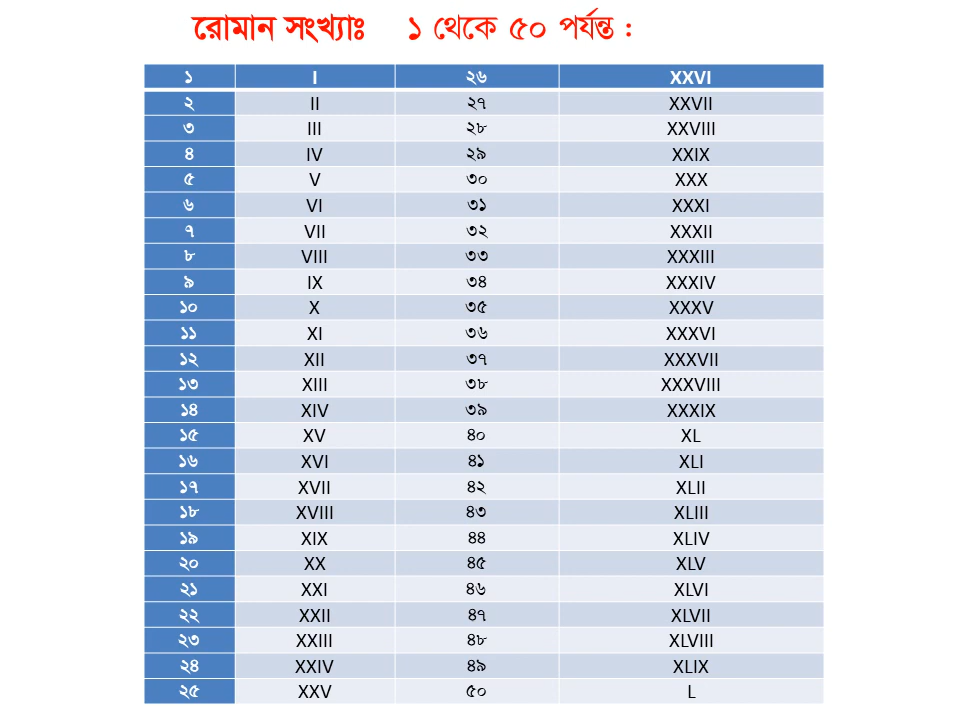 রোমান সংখ্যাঃ ১ থেকে ৫০ পর্যন্ত :
১ I ২৬ XXVI
২ II ২৭ XXVII
৩ III ২৮ XXVIII
৪ IV ২৯ XXIX
৫ V ৩০ XXX
৬ VI ৩১ XXXI
৭ VII ৩২ XXXII
৮ VIII ৩৩ XXXIII
৯ IX ৩৪ XXXIV
১০ X ৩৫ XXXV
১১ XI ৩৬ XXXVI
১২ XII ৩৭ XXXVII
১৩ XIII ৩৮ XXXVIII
১৪ XIV ৩৯ XXXIX
১৫ XV ৪০ XL
১৬ XVI ৪১ XLI
১৭ XVII ৪২ XLII
১৮ XVIII ৪৩ XLIII
১৯ XIX ৪৪ XLIV
২০ XX ৪৫ XLV
২১ XXI ৪৬ XLVI
২২ XXII ৪৭ XLVII
২৩ XXIII ৪৮ XLVIII
২৪ XXIV ৪৯ XLIX
২৫ XXV ৫০ L